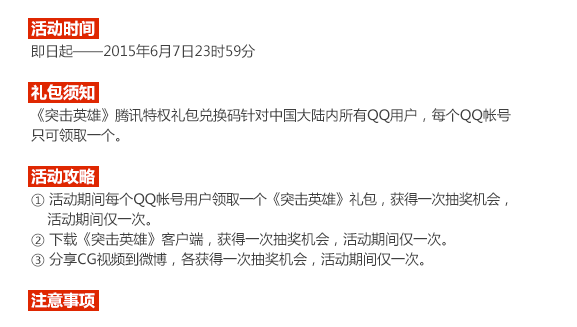 活动时间
即日起——2015年6月7日23时59分
礼包须知
《突击英雄》腾讯特权礼包兑换码针对中国大陆内所有QQ用户，每个QQ帐号
只可领取一个。
活动攻略
① 活动期间每个QQ帐号用户领取一个《突击英雄》礼包，获得一次抽奖机会，
活动期间仅一次。
② 下载《突击英雄》客户端，获得一次抽奖机会，活动期间仅一次。
③ 分享CG视频到微博，各获得一次抽奖机会，活动期间仅一次。
注意事项